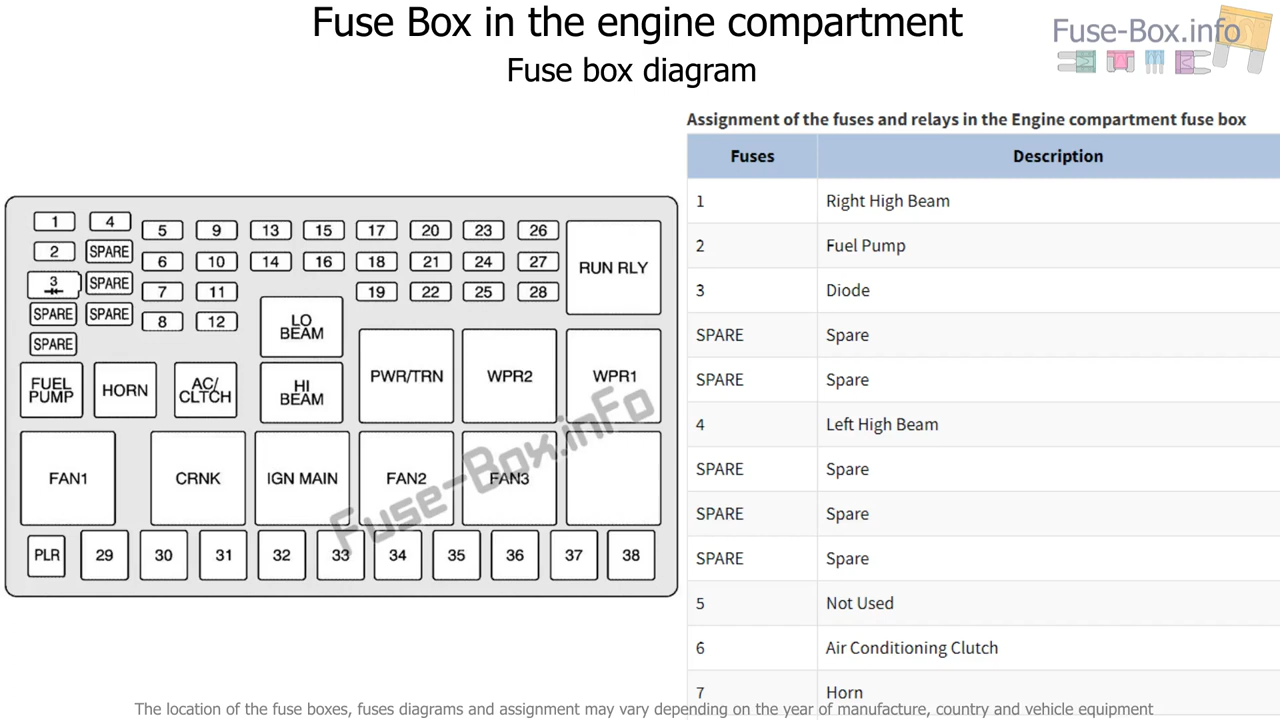 Fuse Box in the engine compartment
Fuse box diagram
Fuse-Box.info
Assignment of the fuses and relays in the Engine compartment fuse box
Fuses Description
1 Right High Beam
2 Fuel Pump
3 Diode
SPARE Spare
SPARE Spare
4 Left High Beam
SPARE Spare
SPARE Spare
SPARE Spare
5 Not Used
6 Air Conditioning Clutch
7 Horn
1 4 5 9 13 15 17 20 23 26
2 SPARE 6 10 14 16 18 21 24 27
3 SPARE 7 11 19 22 25 28
SPARE SPARE 8 12
SPARE
RUN RLY
LO
BEAM
FUEL
PUMP
HORN
AC/
CLTCH
HI
BEAM
PWR/TRN WPR2 WPR1
FAN1 CRNK IGN MAIN FAN2 FAN3
PLR 29 30 31 32 33 34 35 36 37 38
Fuse-Box.inFo
The location of the fuse boxes, fuses diagrams and assignment may vary depending on the year of manufacture, country and vehicle equipment